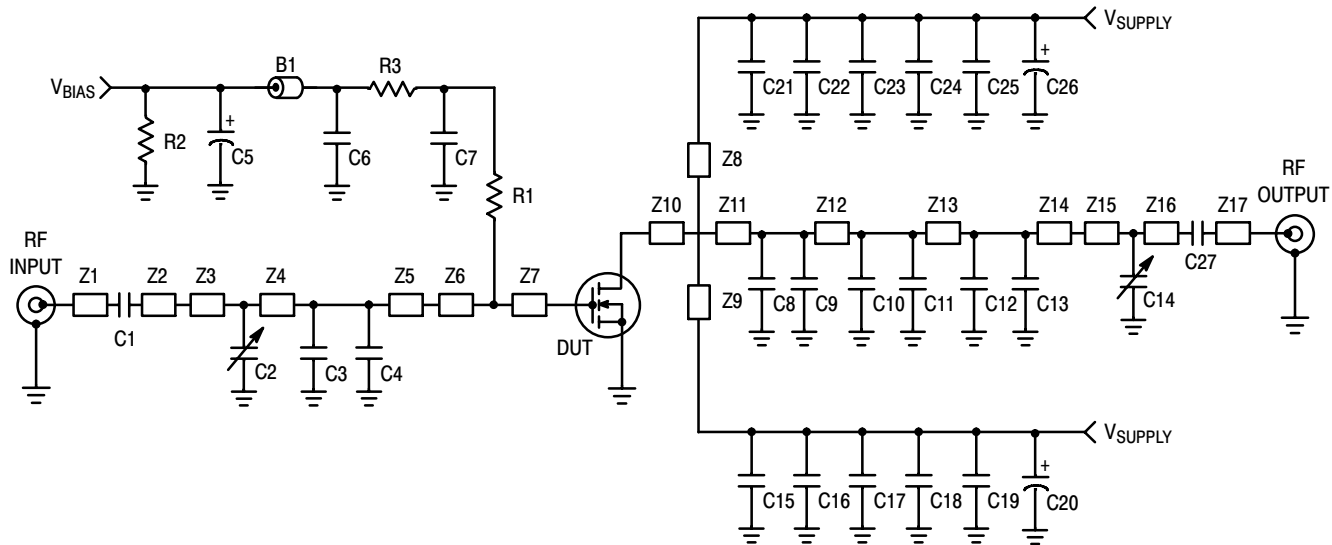 VSUPPLY
+
C21 C22 C23 C24 C25 C26
VBIAS
B1
R3
+
R2
C5
C6
C7
R1
Z8
Z10 Z11 Z12 Z13 Z14 Z15 Z16 Z17
RF
OUTPUT
C27
C8 C9 C10 C11 C12 C13
C14
RF
INPUT
Z1 Z2 Z3 Z4 Z5 Z6 Z7
C1
C2 C3 C4
DUT
Z9
VSUPPLY
+
C15 C16 C17 C18 C19 C20